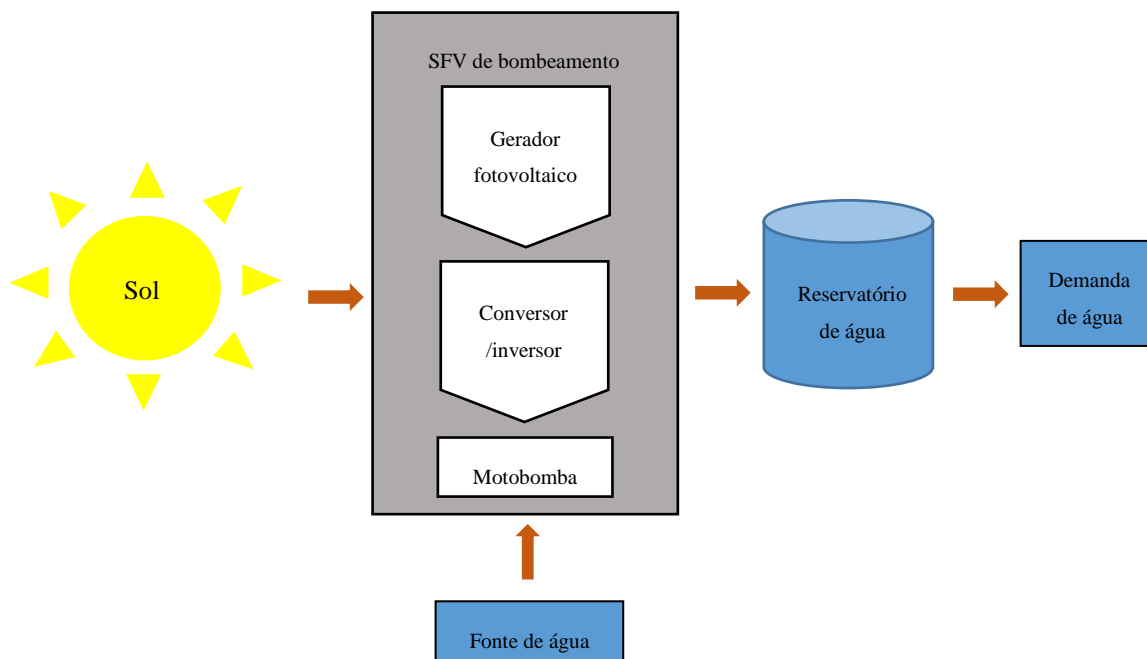 SFV de bombeamento
Gerador
fotovoltaico
Sol
Conversor
/inversor
Motobomba
Reservatório
de água
Demanda
de água
Fonte de água